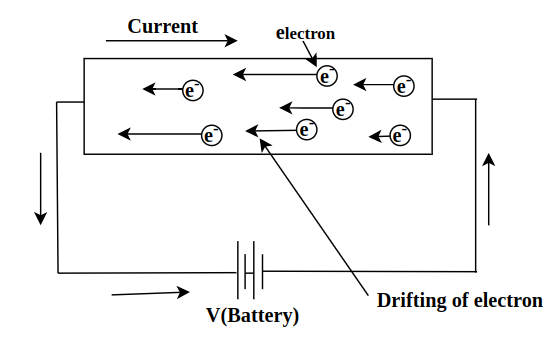 Current
electron
e⁻ e⁻ e⁻
e⁻
e⁻ e⁻ e⁻
Drifting of electron
V(Battery)